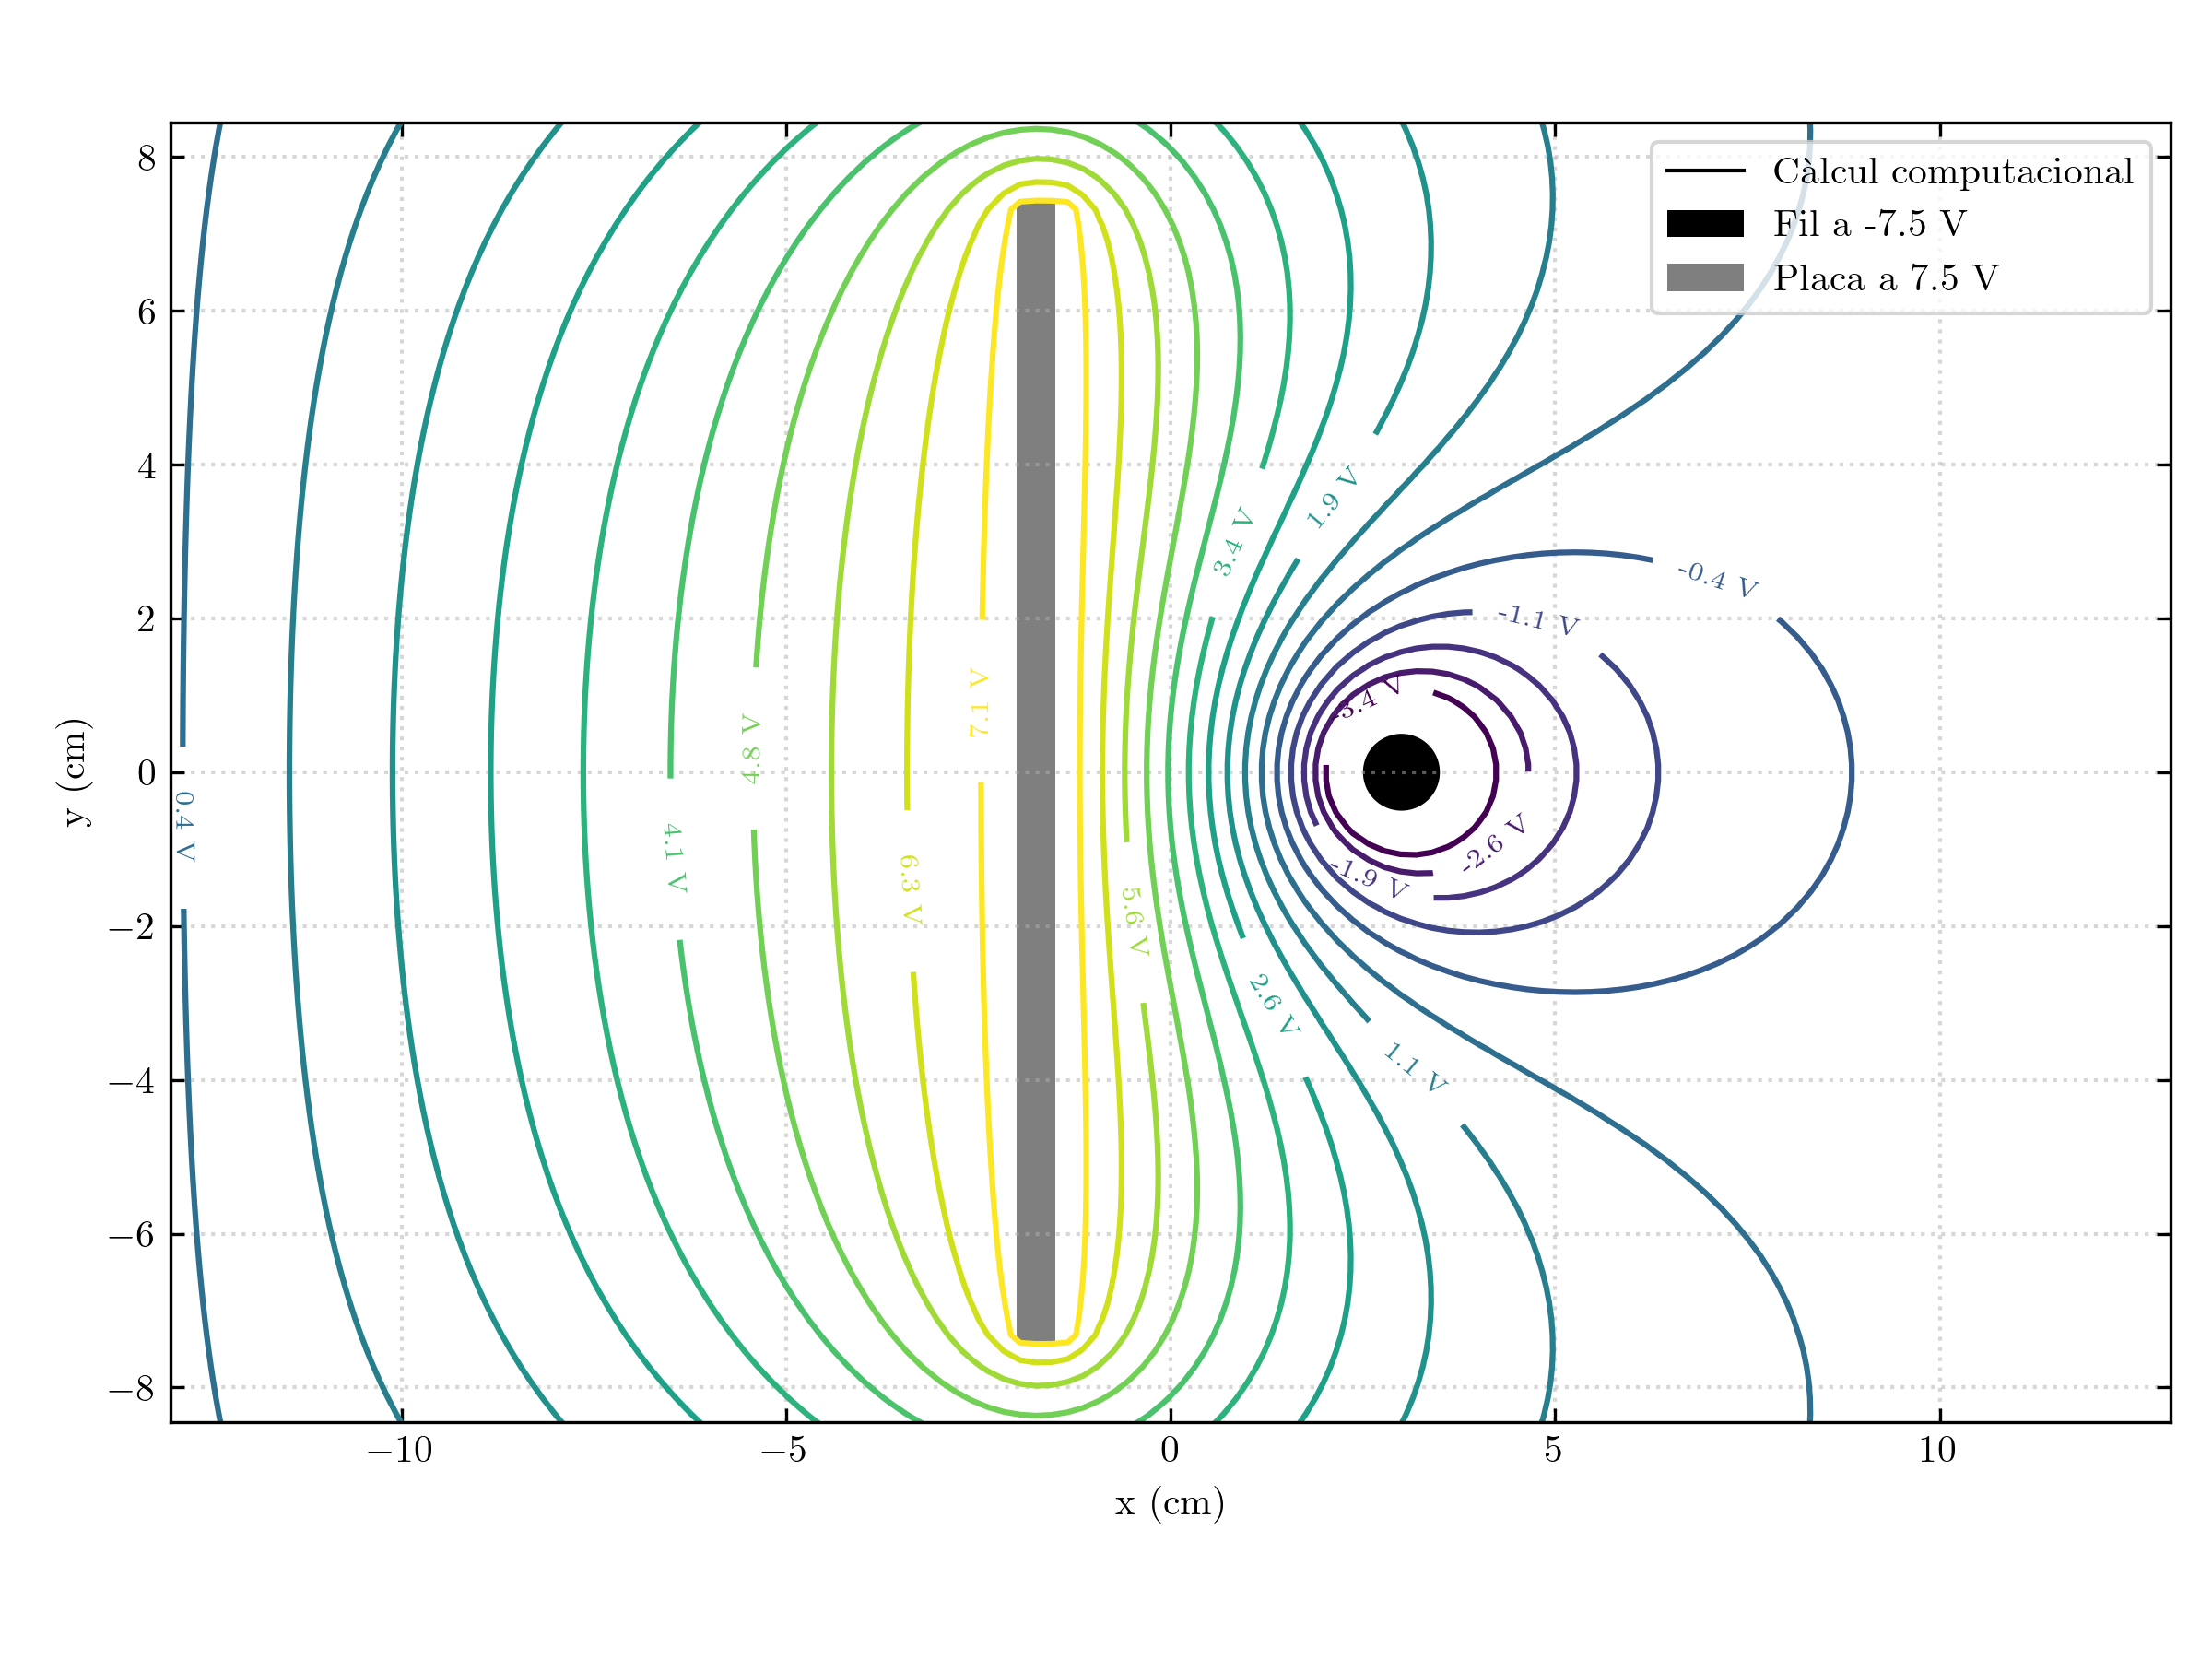 Càlcul computacional
Fil a -7.5 V
Placa a 7.5 V
8
6
4
2
0
−2
−4
−6
−8
y (cm)
−10
−5
0
5
10
x (cm)
0.4 V
4.1 V
4.8 V
6.3 V
7.1 V
5.6 V
3.4 V
1.9 V
2.6 V
1.1 V
-0.4 V
-1.1 V
-3.4 V
-2.6 V
-1.9 V